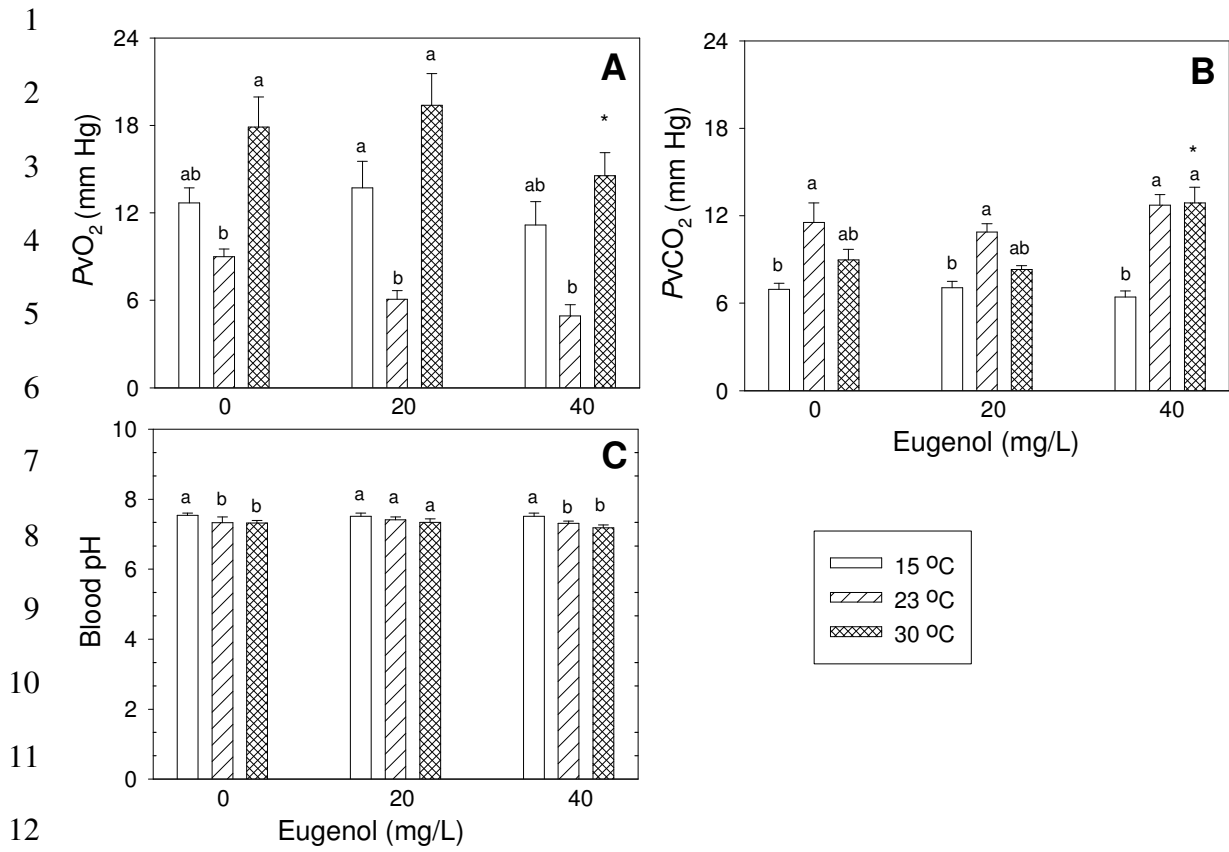 1
2
3
4
5
6
7
8
9
10
11
12
A
PvO2 (mm Hg)
24
18
12
6
0
ab
b
a
a
b
a
ab
b
*
0 20 40
B
PvCO2 (mm Hg)
24
18
12
6
0
b
a
ab
b
a
ab
b
a
*
a
0 20 40
Eugenol (mg/L)
C
Blood pH
10
8
6
4
2
0
a
b
b
a
a
a
a
b
b
0 20 40
Eugenol (mg/L)
15 ºC
23 ºC
30 ºC